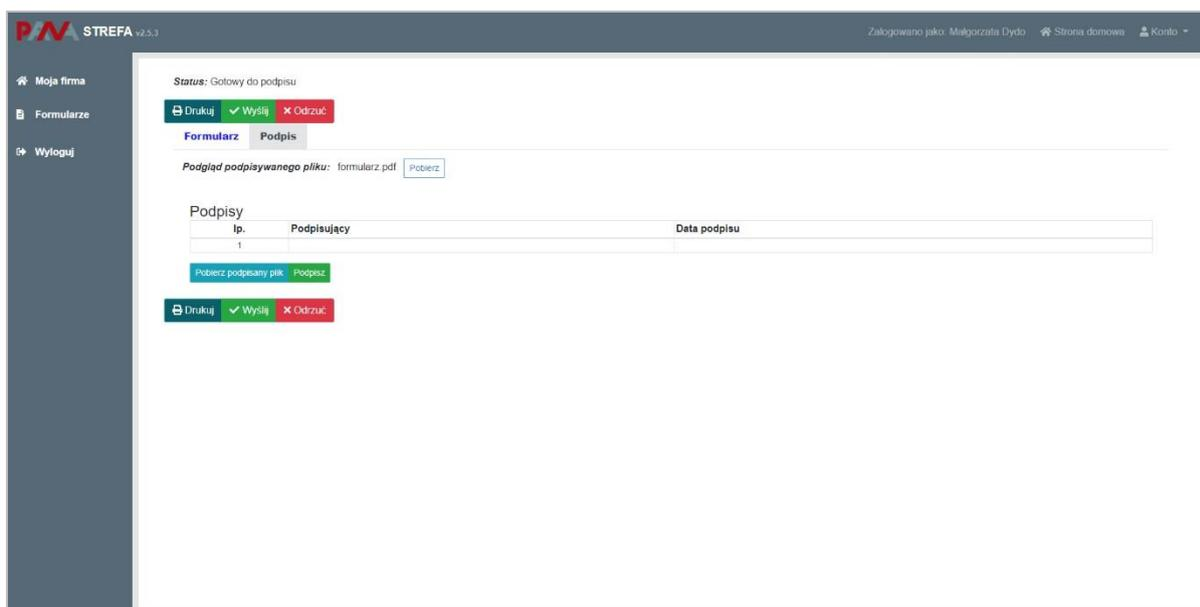 PANA STREFA v2.5.3
Zalogowano jako: Małgorzata Dydo Strona domowa Konto
Moja firma
Formularze
Wyloguj
Status: Gotowy do podpisu
Drukuj Wyślij Odrzuć
Formularz Podpis
Podgląd podpisywanego pliku: formularz.pdf Pobierz
Podpisy
lp. Podpisujący Data podpisu
1
Pobierz podpisany plik Podpisz
Drukuj Wyślij Odrzuć